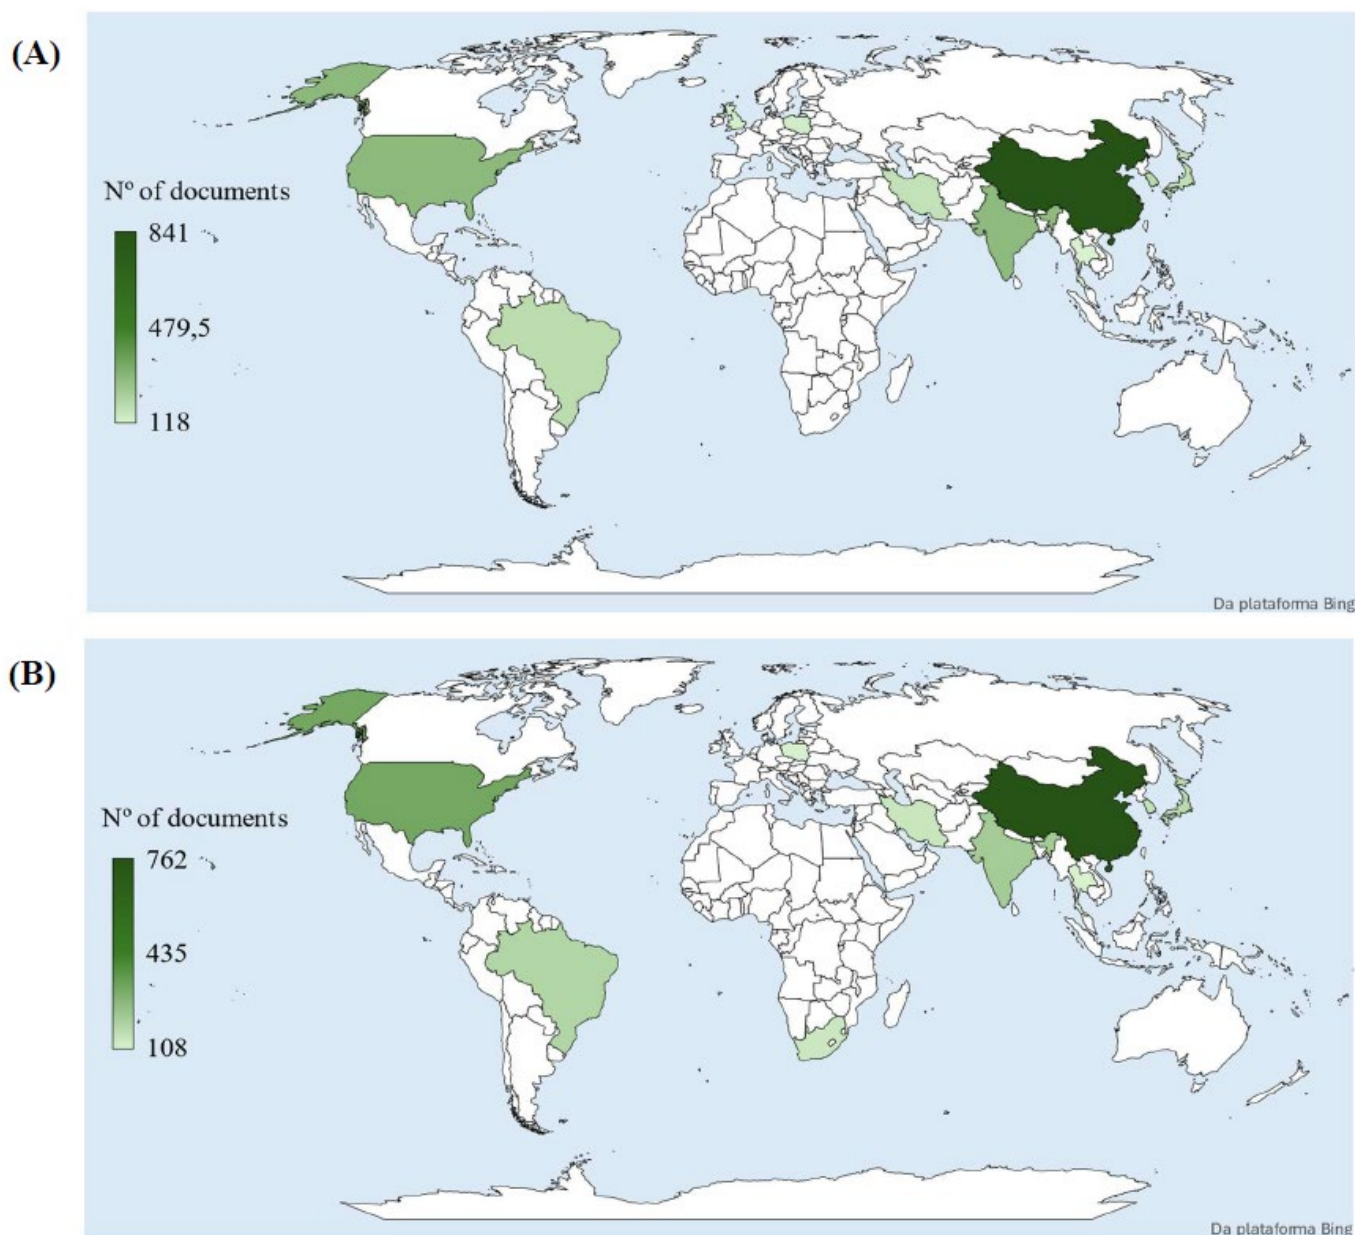 (A)
Nº of documents
841
479,5
118
Da plataforma Bing
(B)
Nº of documents
762
435
108
Da plataforma Bing